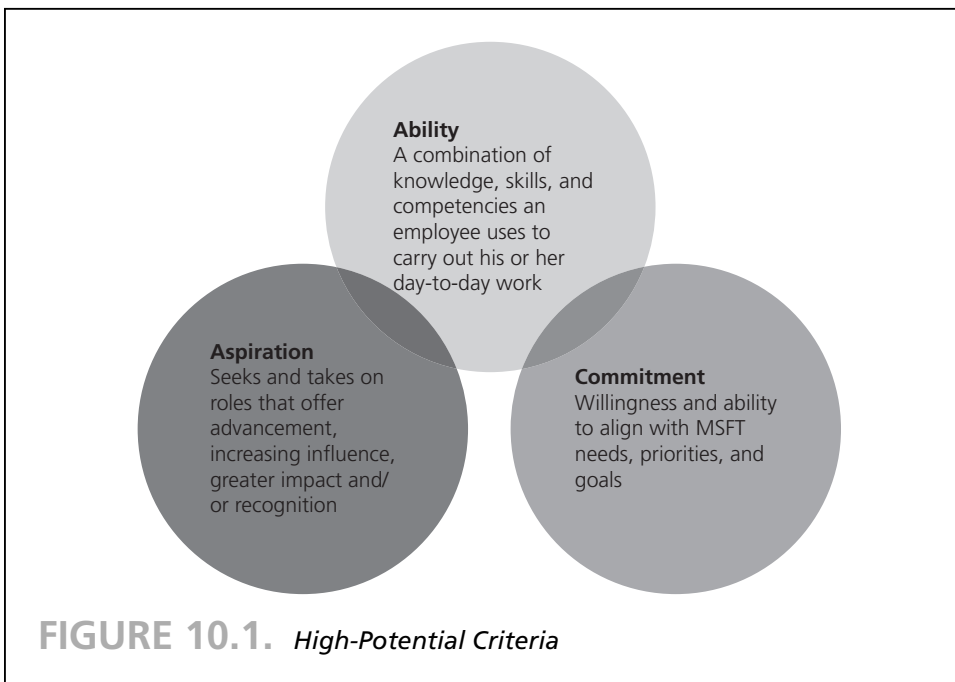 Ability
A combination of
knowledge, skills, and
competencies an
employee uses to
carry out his or her
day-to-day work
Aspiration
Seeks and takes on
roles that offer
advancement,
increasing influence,
greater impact and/
or recognition
Commitment
Willingness and ability
to align with MSFT
needs, priorities, and
goals
FIGURE 10.1. High-Potential Criteria